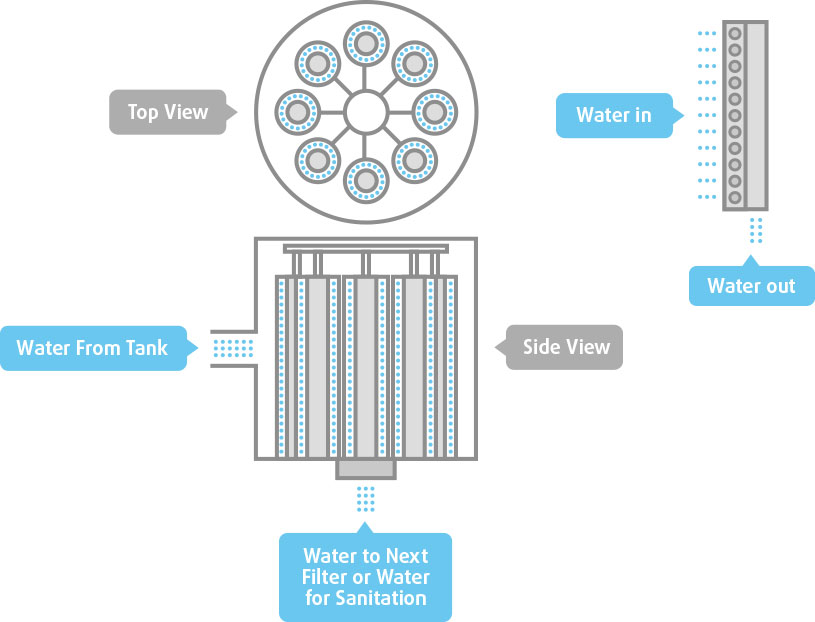 Top View
Water in
Water out
Water From Tank
Side View
Water to Next
Filter or Water
for Sanitation